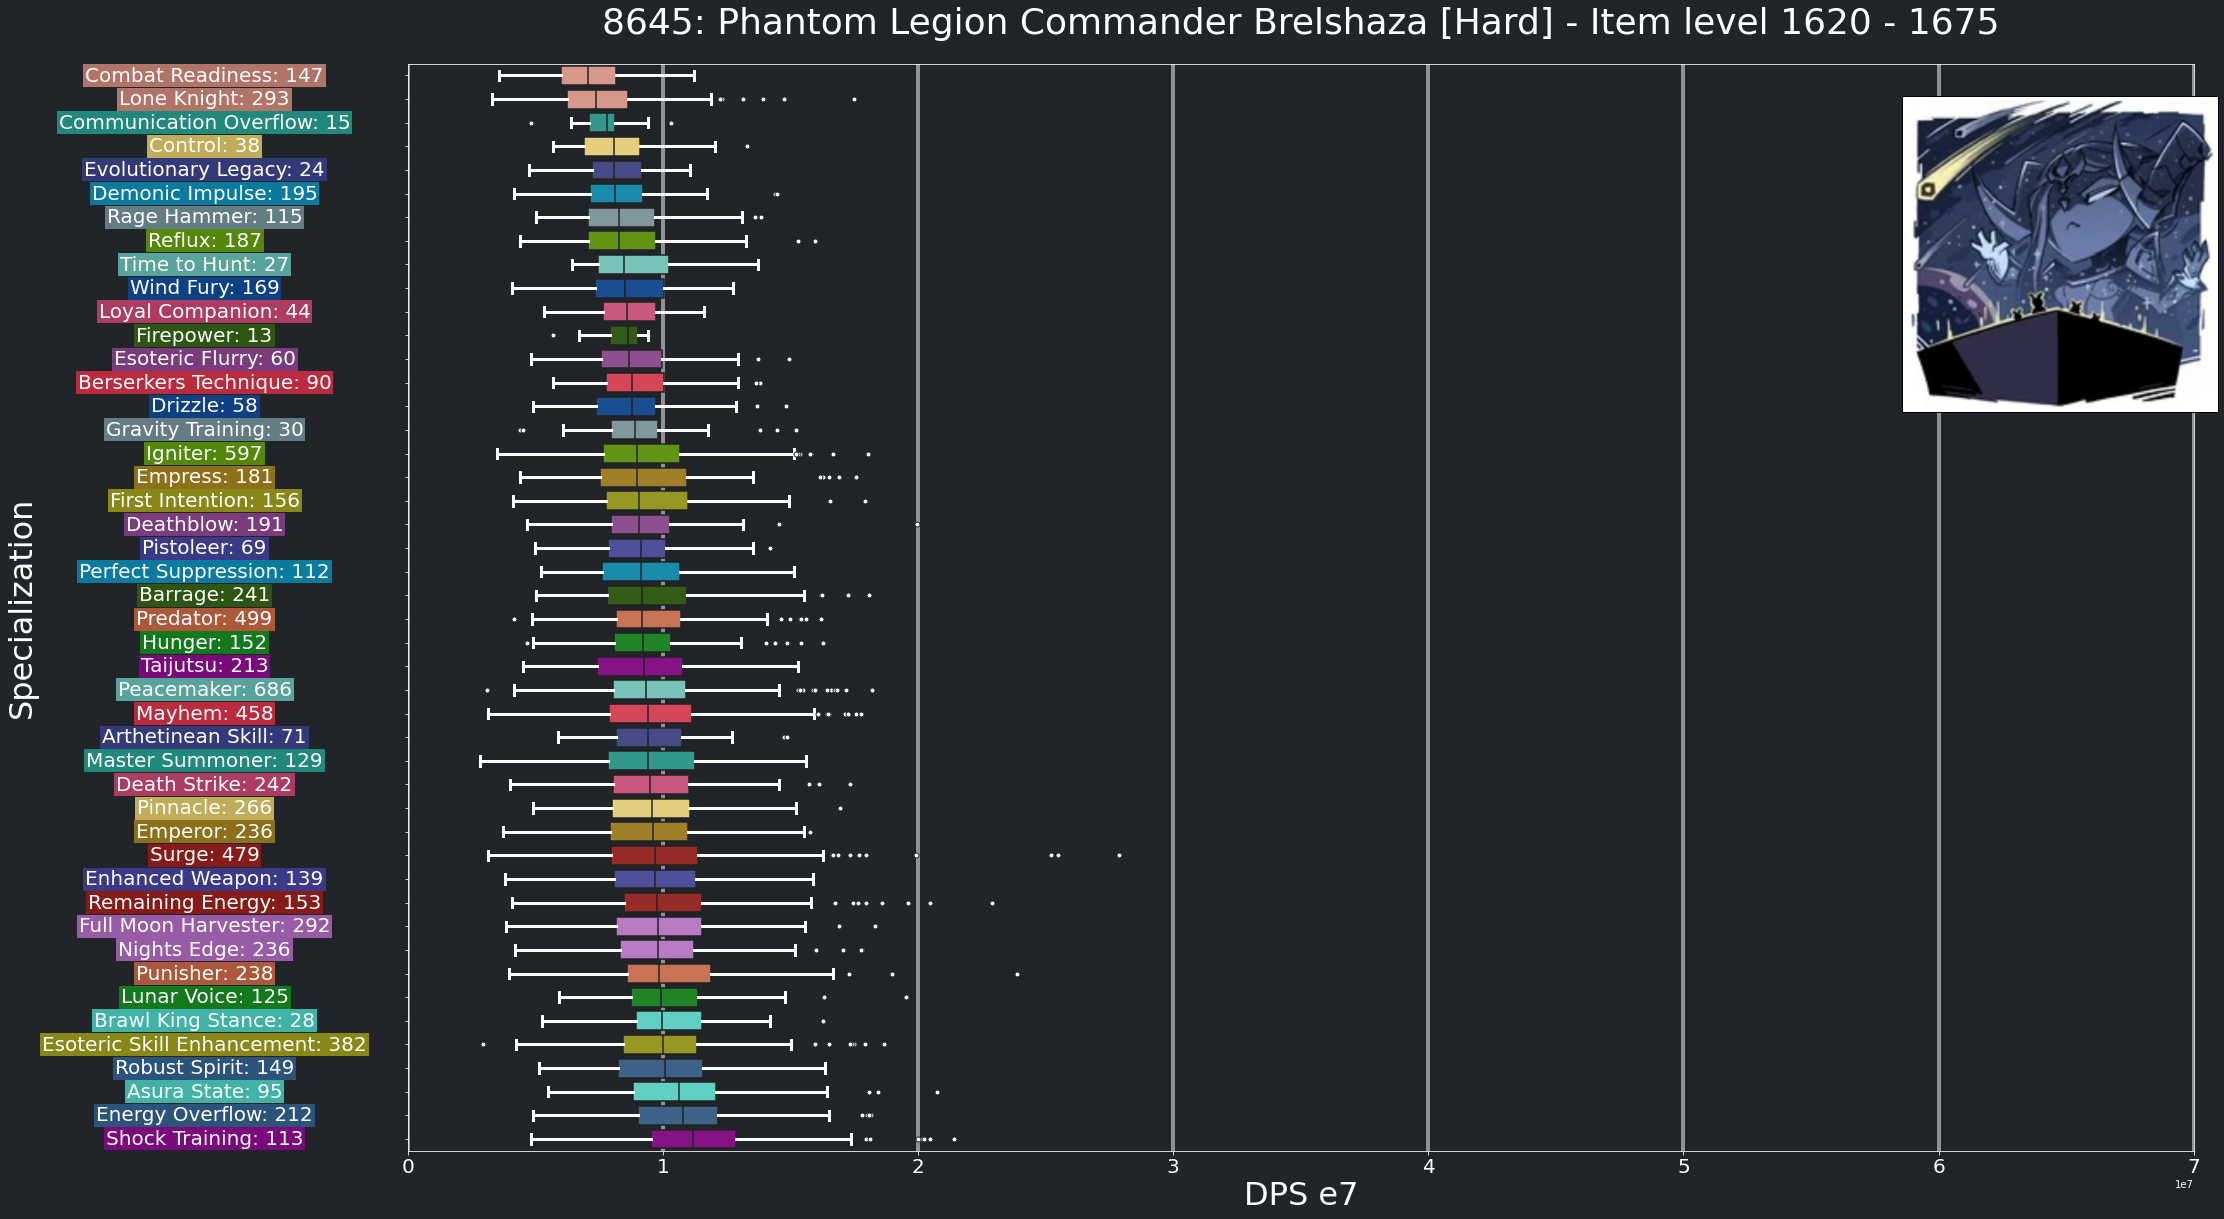 8645: Phantom Legion Commander Brelshaza [Hard] - Item level 1620 - 1675
Combat Readiness: 147
Lone Knight: 293
Communication Overflow: 15
Control: 38
Evolutionary Legacy: 24
Demonic Impulse: 195
Rage Hammer: 115
Reflux: 187
Time to Hunt: 27
Wind Fury: 169
Loyal Companion: 44
Firepower: 13
Esoteric Flurry: 60
Berserkers Technique: 90
Drizzle: 58
Gravity Training: 30
Igniter: 597
Empress: 181
First Intention: 156
Deathblow: 191
Pistoleer: 69
Perfect Suppression: 112
Barrage: 241
Predator: 499
Hunger: 152
Taijutsu: 213
Peacemaker: 686
Mayhem: 458
Arthetinean Skill: 71
Master Summoner: 129
Death Strike: 242
Pinnacle: 266
Emperor: 236
Surge: 479
Enhanced Weapon: 139
Remaining Energy: 153
Full Moon Harvester: 292
Nights Edge: 236
Punisher: 238
Lunar Voice: 125
Brawl King Stance: 28
Esoteric Skill Enhancement: 382
Robust Spirit: 149
Asura State: 95
Energy Overflow: 212
Shock Training: 113
Specialization
0 1 2 3 4 5 6 7
1e7
DPS e7